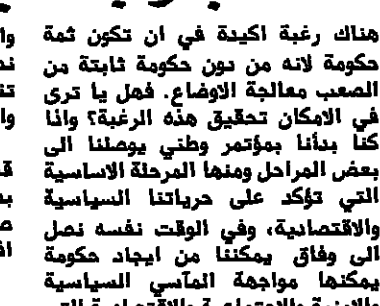 هناك رغبة اكيدة في ان تكون ثمة
حكومة لانه من دون حكومة ثابتة من
الصعب معالجة الاوضاع. فهل يا ترى
في الامكان تحقيق هذه الرغبة؟ واذا
كنا بدأنا بمؤتمر وطني يوصلنا الى
بعض المراحل ومنها المرحلة الاساسية
التي تؤكد على حرياتنا السياسية
والاقتصادية، وفي الوقت نفسه نصل
الى وفاق يمكننا من ايجاد حكومة
يمكنها مواجهة المآسي السياسية